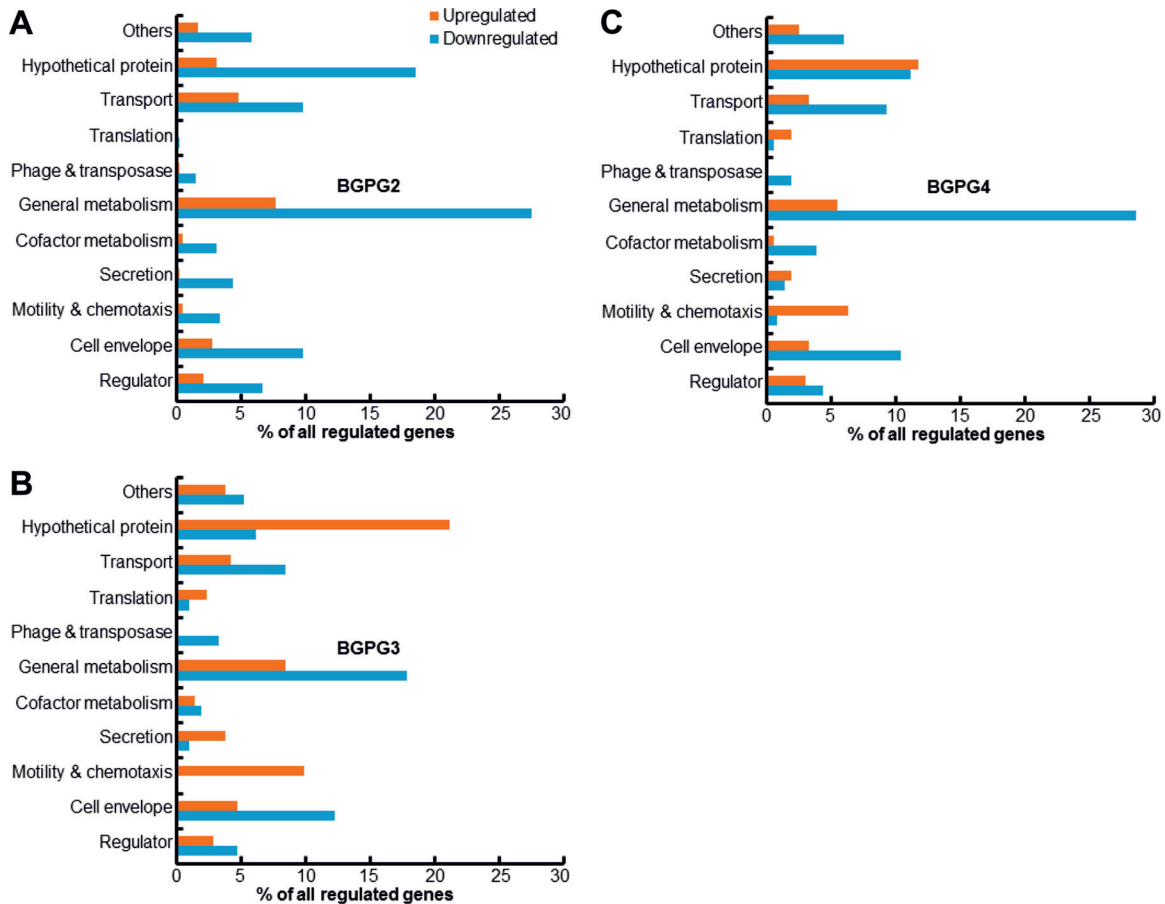 A
Upregulated
Downregulated
Others
Hypothetical protein
Transport
Translation
Phage & transposase
General metabolism
Cofactor metabolism
Secretion
Motility & chemotaxis
Cell envelope
Regulator
BGPG2
0 5 10 15 20 25 30
% of all regulated genes
C
Others
Hypothetical protein
Transport
Translation
Phage & transposase
General metabolism
Cofactor metabolism
Secretion
Motility & chemotaxis
Cell envelope
Regulator
BGPG4
0 5 10 15 20 25 30
% of all regulated genes
B
Others
Hypothetical protein
Transport
Translation
Phage & transposase
General metabolism
Cofactor metabolism
Secretion
Motility & chemotaxis
Cell envelope
Regulator
BGPG3
0 5 10 15 20 25 30
% of all regulated genes